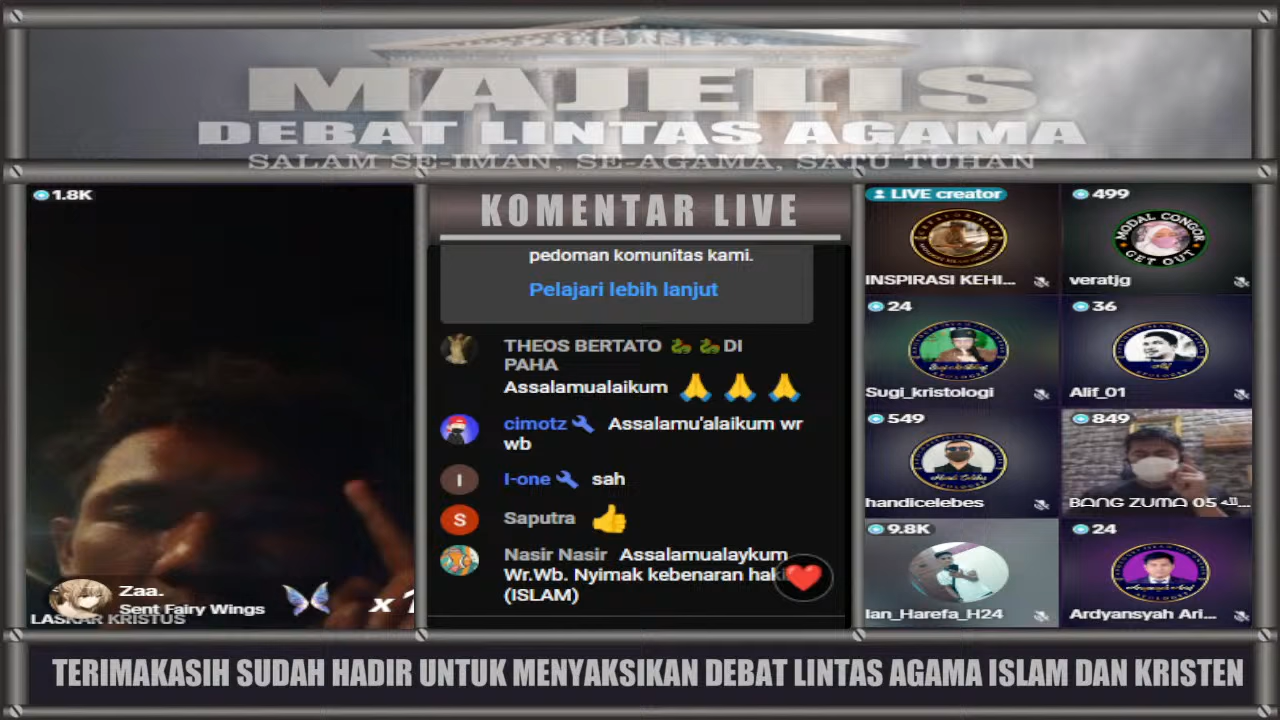 MAJELIS
DEBAT LINTAS AGAMA
SALAM SE-IMAN, SE-AGAMA, SATU TUHAN
1.8K
Zaa.
Sent Fairy Wings
LASKAR KRISTUS
KOMENTAR LIVE
pedoman komunitas kami.
Pelajari lebih lanjut
THEOS BERTATO 🐍 🐍 DI
PAHA
Assalamualaikum 🙏 🙏 🙏
cimotz 🔧 Assalamu'alaikum wr
wb
I
I-one 🔧 sah
S
Saputra 👍
Nasir Nasir Assalamualaykum
Wr.Wb. Nyimak kebenaran
(ISLAM)
LIVE creator
INSPIRASI KEHI...
499
MODAL CONGOR
GET OUT
veratjg
24
Sugi_kristologi
36
Alif_01
549
handicelebes
849
BANG ZUMA 05
9.8K
Ian_Harefa_H24
24
Ardyansyah Ari...
TERIMAKASIH SUDAH HADIR UNTUK MENYAKSIKAN DEBAT LINTAS AGAMA ISLAM DAN KRISTEN